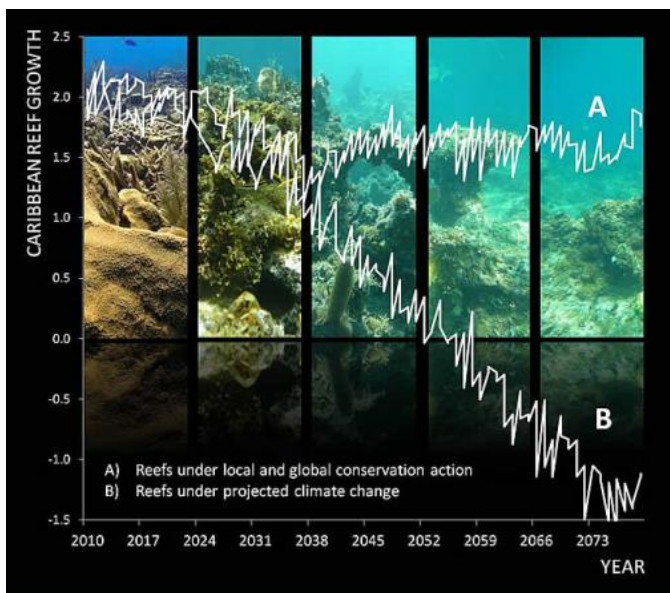 CARIBBEAN REEF GROWTH
2.5
2.0
1.5
1.0
0.5
0.0
-0.5
-1.0
-1.5
A
B
A) Reefs under local and global conservation action
B) Reefs under projected climate change
2010 2017 2024 2031 2038 2045 2052 2059 2066 2073
YEAR